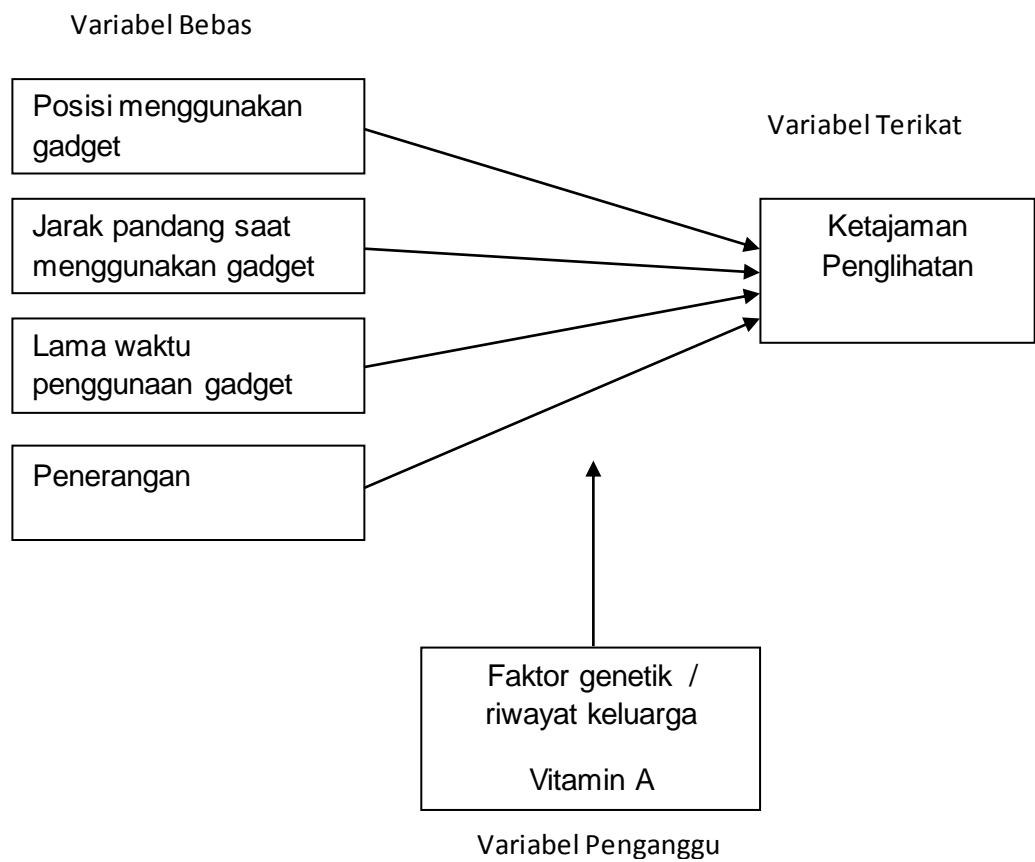 Variabel Bebas
Posisi menggunakan
gadget
Jarak pandang saat
menggunakan gadget
Lama waktu
penggunaan gadget
Penerangan
Variabel Terikat
Ketajaman
Penglihatan
Faktor genetik /
riwayat keluarga
Vitamin A
Variabel Penganggu